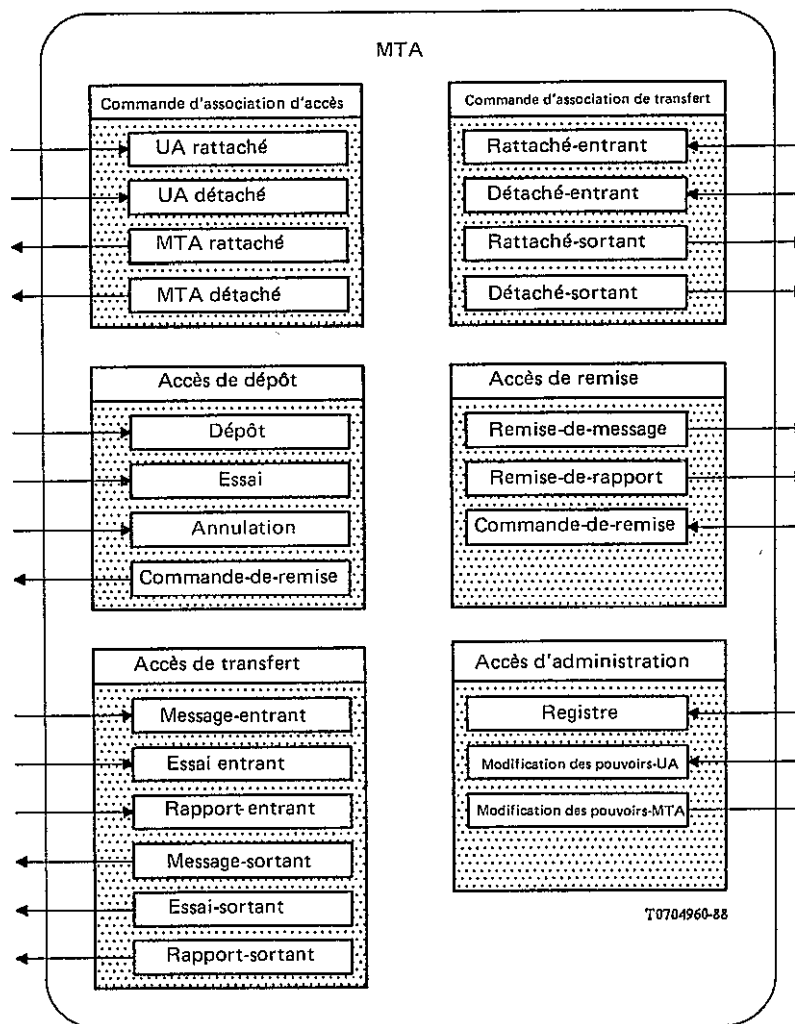 MTA
Commande d'association d'accès
UA rattaché
UA détaché
MTA rattaché
MTA détaché
Commande d'association de transfert
Rattaché-entrant
Détaché-entrant
Rattaché-sortant
Détaché-sortant
Accès de dépôt
Dépôt
Essai
Annulation
Commande-de-remise
Accès de remise
Remise-de-message
Remise-de-rapport
Commande-de-remise
Accès de transfert
Message-entrant
Essai entrant
Rapport-entrant
Message-sortant
Essai-sortant
Rapport-sortant
Accès d'administration
Registre
Modification des pouvoirs-UA
Modification des pouvoirs-MTA
T0704960-88